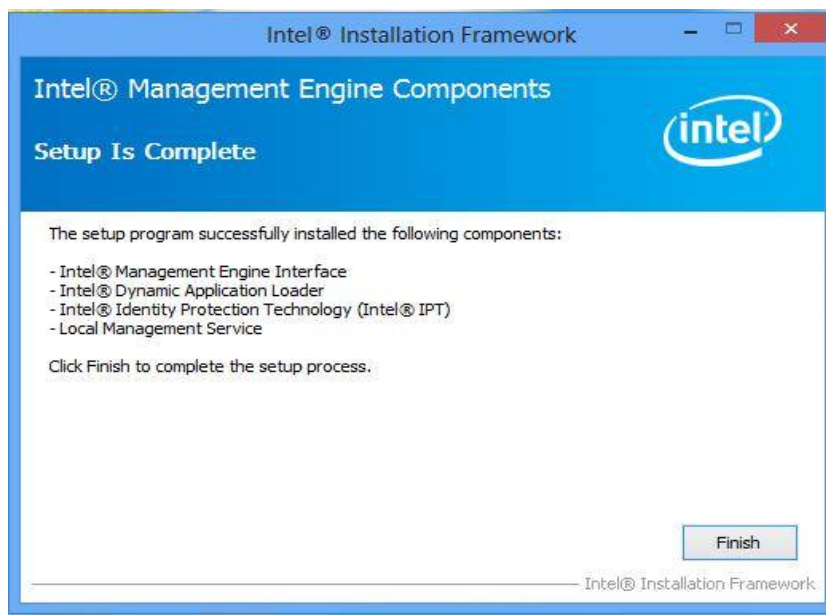 Intel® Installation Framework
Intel® Management Engine Components
Setup Is Complete
intel
The setup program successfully installed the following components:
- Intel® Management Engine Interface
- Intel® Dynamic Application Loader
- Intel® Identity Protection Technology (Intel® IPT)
- Local Management Service
Click Finish to complete the setup process.
Finish
Intel® Installation Framework